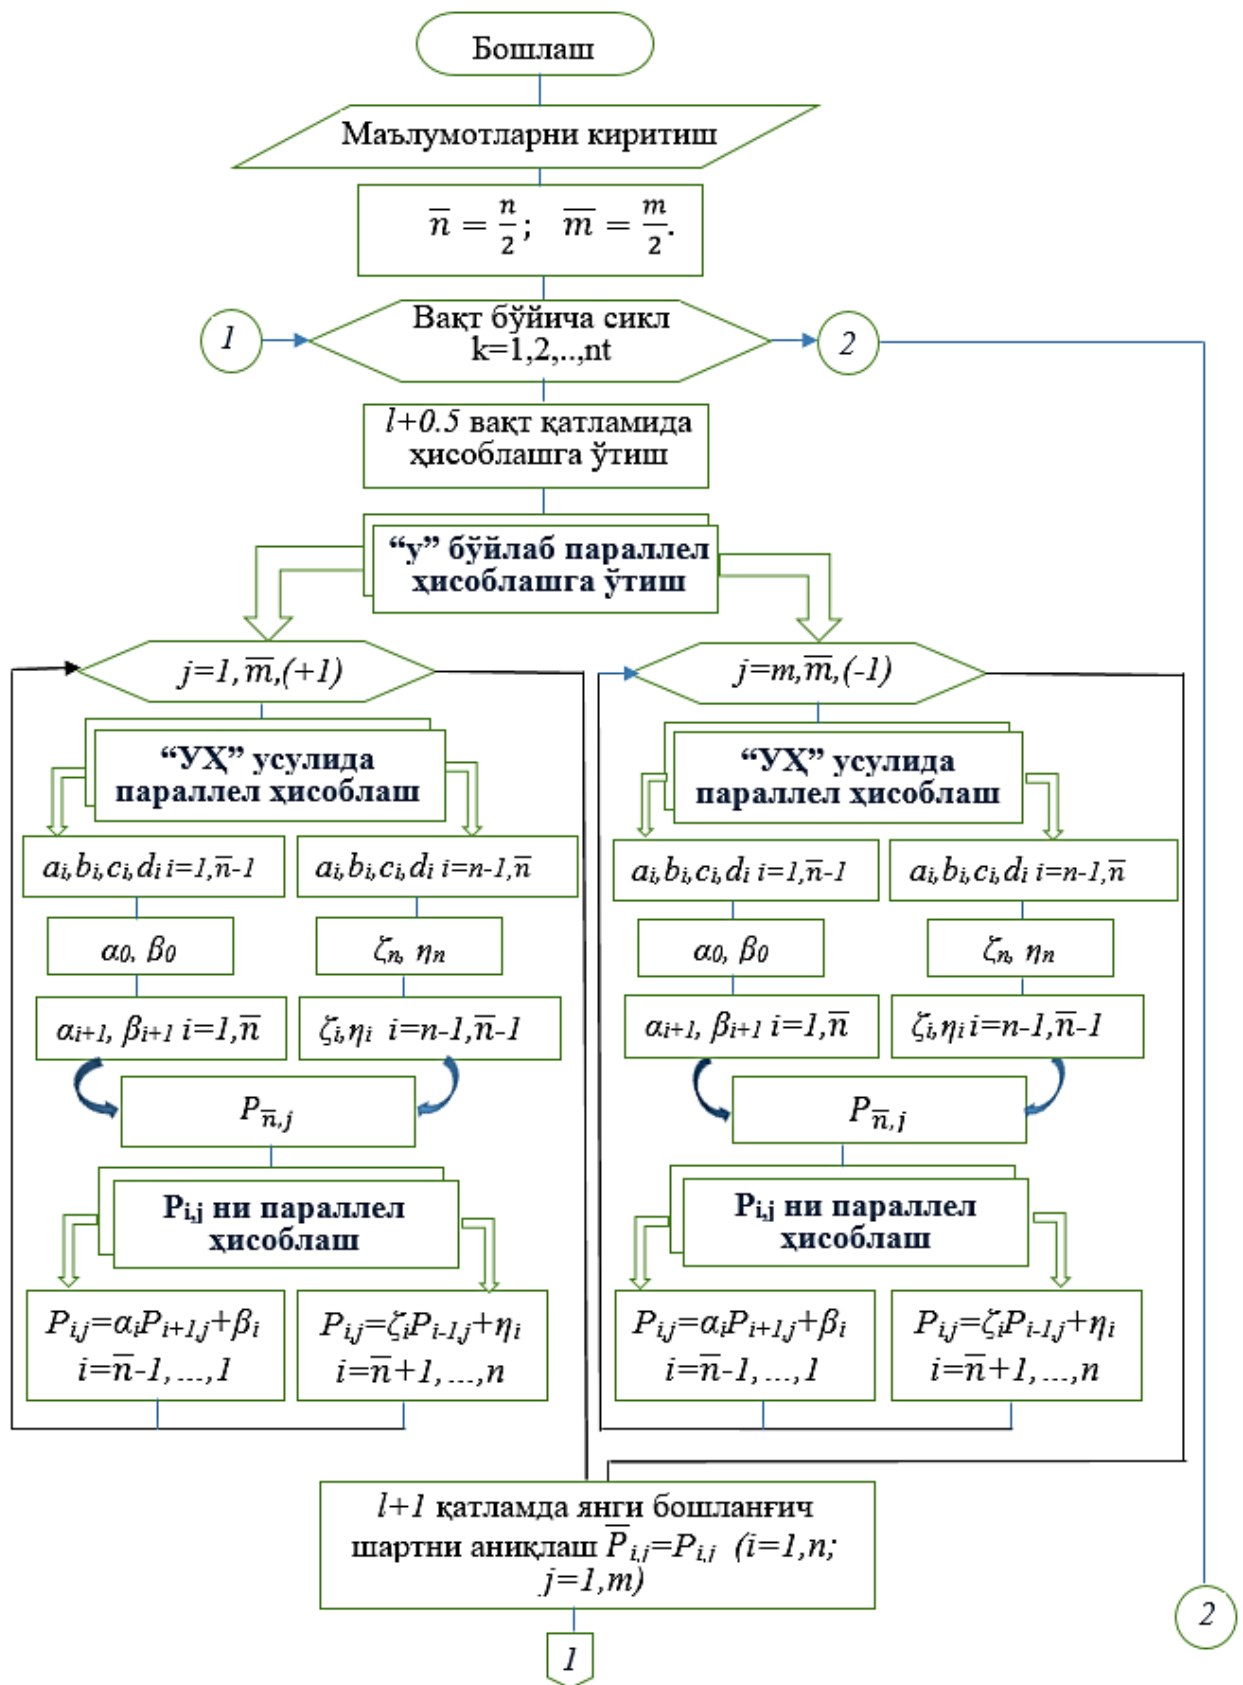 Бошлаш
Маълумотларни киритиш
n̅ = n/2; m̅ = m/2.
1
Вақт бўйича сикл
k=1,2,..,nt
2
l+0.5 вақт қатламида
ҳисоблашга ўтиш
“у” бўйлаб параллел
ҳисоблашга ўтиш
j=1, m̅,(+1)
“УҲ” усулида
параллел ҳисоблаш
aᵢ,bᵢ,cᵢ,dᵢ i=1,n̅-1
aᵢ,bᵢ,cᵢ,dᵢ i=n-1,n̅
α₀, β₀
ζₙ, ηₙ
αᵢ₊₁, βᵢ₊₁ i=1,n̅
ζᵢ,ηᵢ i=n-1,n̅-1
P_n̅,j
Pᵢ,ⱼ ни параллел
ҳисоблаш
Pᵢ,ⱼ=αᵢPᵢ₊₁,ⱼ+βᵢ
i=n̅-1,...,1
Pᵢ,ⱼ=ζᵢPᵢ₋₁,ⱼ+ηᵢ
i=n̅+1,...,n
j=m,m̅,(-1)
“УҲ” усулида
параллел ҳисоблаш
aᵢ,bᵢ,cᵢ,dᵢ i=1,n̅-1
aᵢ,bᵢ,cᵢ,dᵢ i=n-1,n̅
α₀, β₀
ζₙ, ηₙ
αᵢ₊₁, βᵢ₊₁ i=1,n̅
ζᵢ,ηᵢ i=n-1,n̅-1
P_n̅,j
Pᵢ,ⱼ ни параллел
ҳисоблаш
Pᵢ,ⱼ=αᵢPᵢ₊₁,ⱼ+βᵢ
i=n̅-1,...,1
Pᵢ,ⱼ=ζᵢPᵢ₋₁,ⱼ+ηᵢ
i=n̅+1,...,n
l+1 қатламда янги бошланғич
шартни аниқлаш P̅ᵢ,ⱼ=Pᵢ,ⱼ (i=1,n;
j=1,m)
1
2